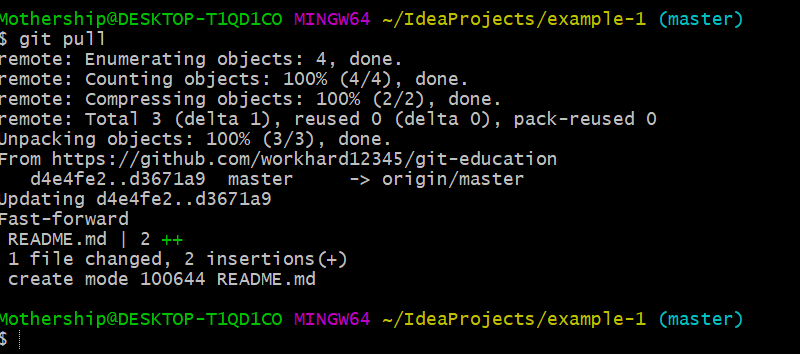 Mothership@DESKTOP-T1QD1CO MINGW64 ~/IdeaProjects/example-1 (master)
$ git pull
remote: Enumerating objects: 4, done.
remote: Counting objects: 100% (4/4), done.
remote: Compressing objects: 100% (2/2), done.
remote: Total 3 (delta 1), reused 0 (delta 0), pack-reused 0
Unpacking objects: 100% (3/3), done.
From https://github.com/workhard12345/git-education
   d4e4fe2..d3671a9  master     -> origin/master
Updating d4e4fe2..d3671a9
Fast-forward
 README.md | 2 ++
 1 file changed, 2 insertions(+)
 create mode 100644 README.md
Mothership@DESKTOP-T1QD1CO MINGW64 ~/IdeaProjects/example-1 (master)
$